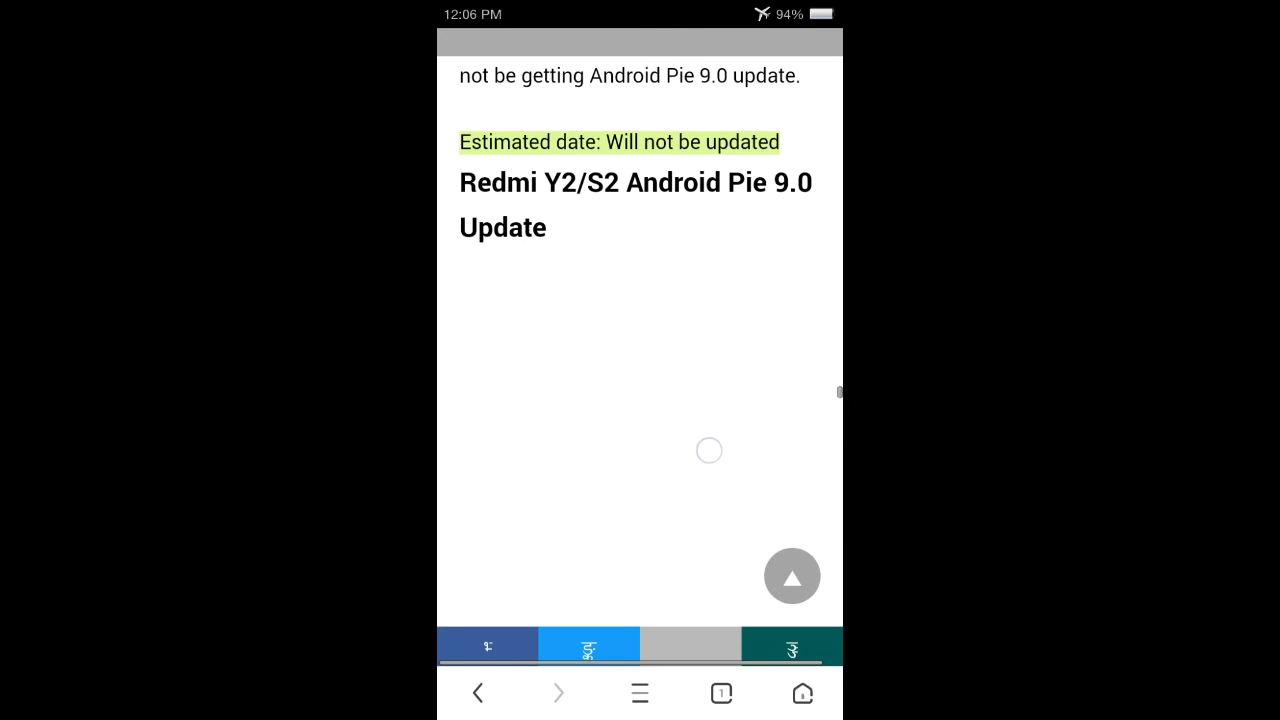 12:06 PM
94%
not be getting Android Pie 9.0 update.
Estimated date: Will not be updated
Redmi Y2/S2 Android Pie 9.0
Update
1